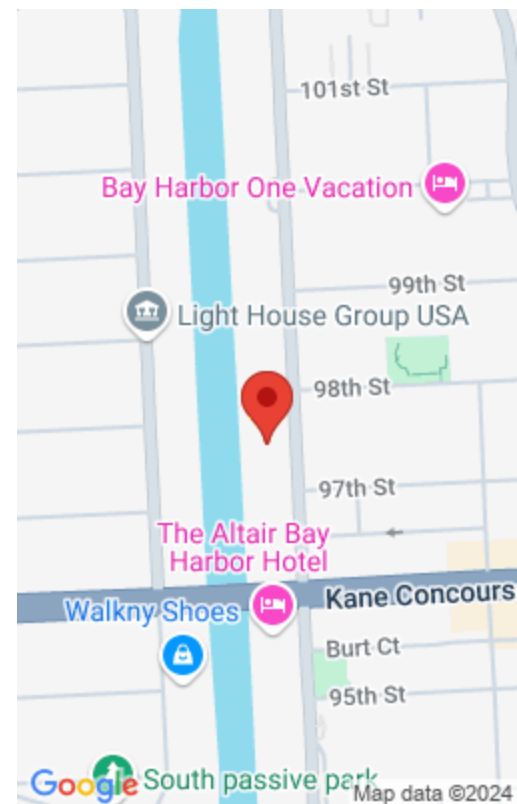 101st St
Bay Harbor One Vacation
99th St
Light House Group USA
98th St
97th St
The Altair Bay
Harbor Hotel
Kane Concours
Walkny Shoes
Burt Ct
95th St
Google
South passive park
Map data ©2024